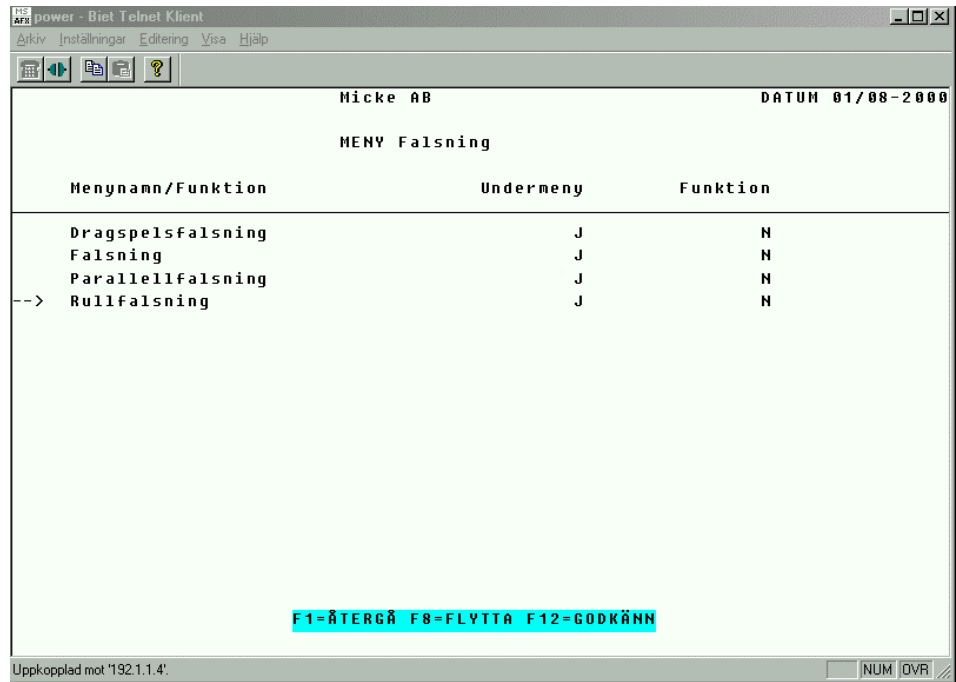 MS AFX power - Biet Telnet Klient
Arkiv Inställningar Editering Visa Hjälp
Micke AB DATUM 01/08-2000
MENY Falsning
Menynamn/Funktion Undermeny Funktion
Dragspelsfalsning J N
Falsning J N
Parallellfalsning J N
--> Rullfalsning J N
F1=ÅTERGÅ F8=FLYTTA F12=GODKÄNN
Uppkopplad mot '192.1.1.4'. NUM OVR